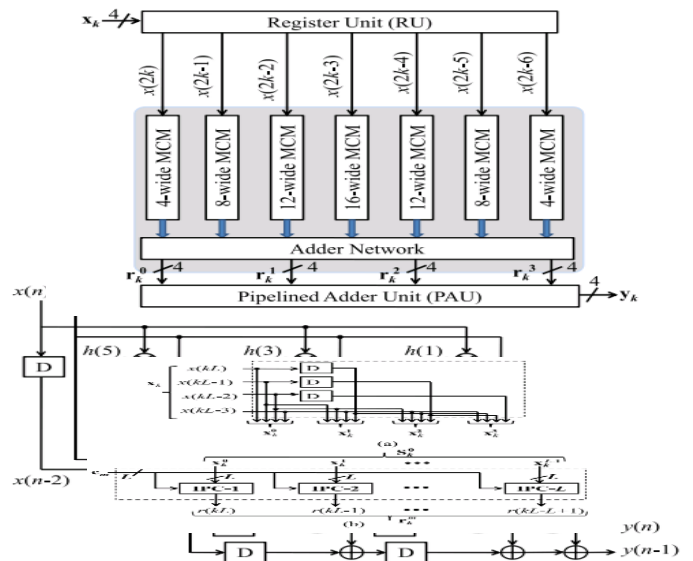 x_k 4 Register Unit (RU)
x(2k) x(2k-1) x(2k-2) x(2k-3) x(2k-4) x(2k-5) x(2k-6)
4-wide MCM 8-wide MCM 12-wide MCM 16-wide MCM 12-wide MCM 8-wide MCM 4-wide MCM
Adder Network
r_k^0 4 r_k^1 4 r_k^2 4 r_k^3 4
Pipelined Adder Unit (PAU) 4 y_k
x(n)
h(5) h(3) h(1)
D
x(kL) D
x(kL-1) D
x(kL-2) D
x(kL-3)
(a)
S_k^0
x(n-2)
IPC-1 IPC-2 IPC-L
r(kL) r(kL-1) r(kL-L+1)
(b) r_k^m
y(n)
D D y(n-1)